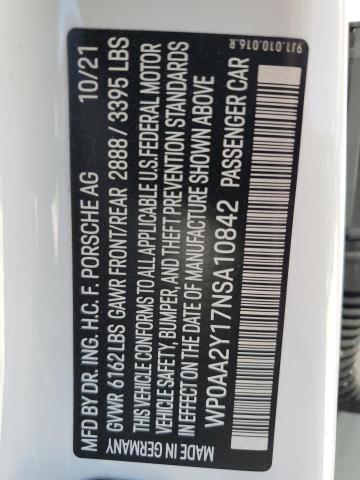 MFD BY DR. ING. H.C. F. PORSCHE AG 10/21
GVWR 6162LBS GAWR FRONT/REAR 2888 / 3395 LBS
THIS VEHICLE CONFORMS TO ALL APPLICABLE U.S. FEDERAL MOTOR
VEHICLE SAFETY, BUMPER, AND THEFT PREVENTION STANDARDS
IN EFFECT ON THE DATE OF MANUFACTURE SHOWN ABOVE
WP0AA2Y17NSA10842 PASSENGER CAR
MADE IN GERMANY
9J1.010.016.R